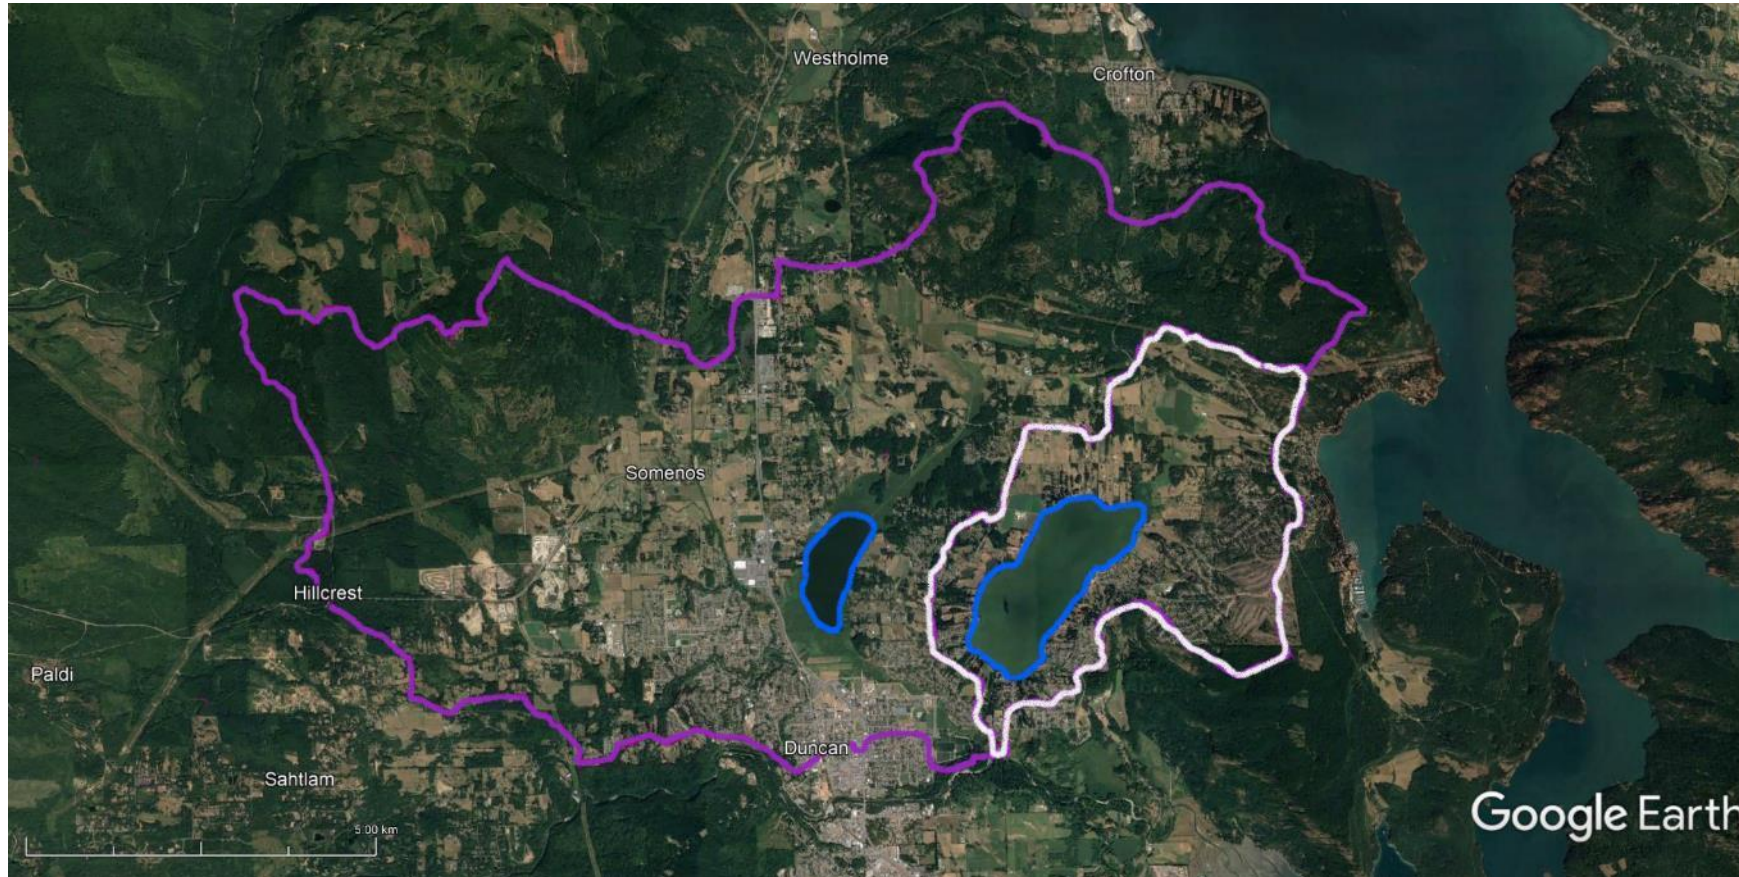 Westholme
Crofton
Somenos
Hillcrest
Paldi
Duncan
Sahtlam
5.00 km
Google Earth